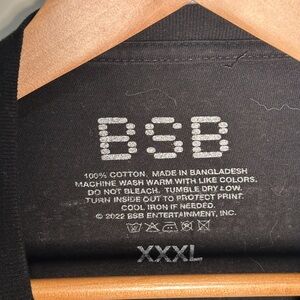 BSB
100% COTTON. MADE IN BANGLADESH
MACHINE WASH WARM WITH LIKE COLORS.
DO NOT BLEACH. TUMBLE DRY LOW.
TURN INSIDE OUT TO PROTECT PRINT.
COOL IRON IF NEEDED.
© 2022 BSB ENTERTAINMENT, INC.
XXXL